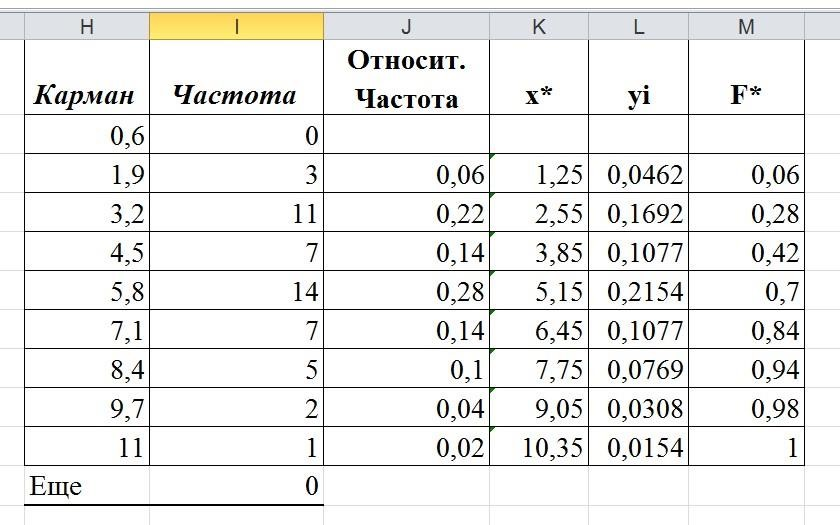 H I J K L M
Относит.
Карман Частота Частота x* yi F*
0,6 0
1,9 3 0,06 1,25 0,0462 0,06
3,2 11 0,22 2,55 0,1692 0,28
4,5 7 0,14 3,85 0,1077 0,42
5,8 14 0,28 5,15 0,2154 0,7
7,1 7 0,14 6,45 0,1077 0,84
8,4 5 0,1 7,75 0,0769 0,94
9,7 2 0,04 9,05 0,0308 0,98
11 1 0,02 10,35 0,0154 1
Еще 0